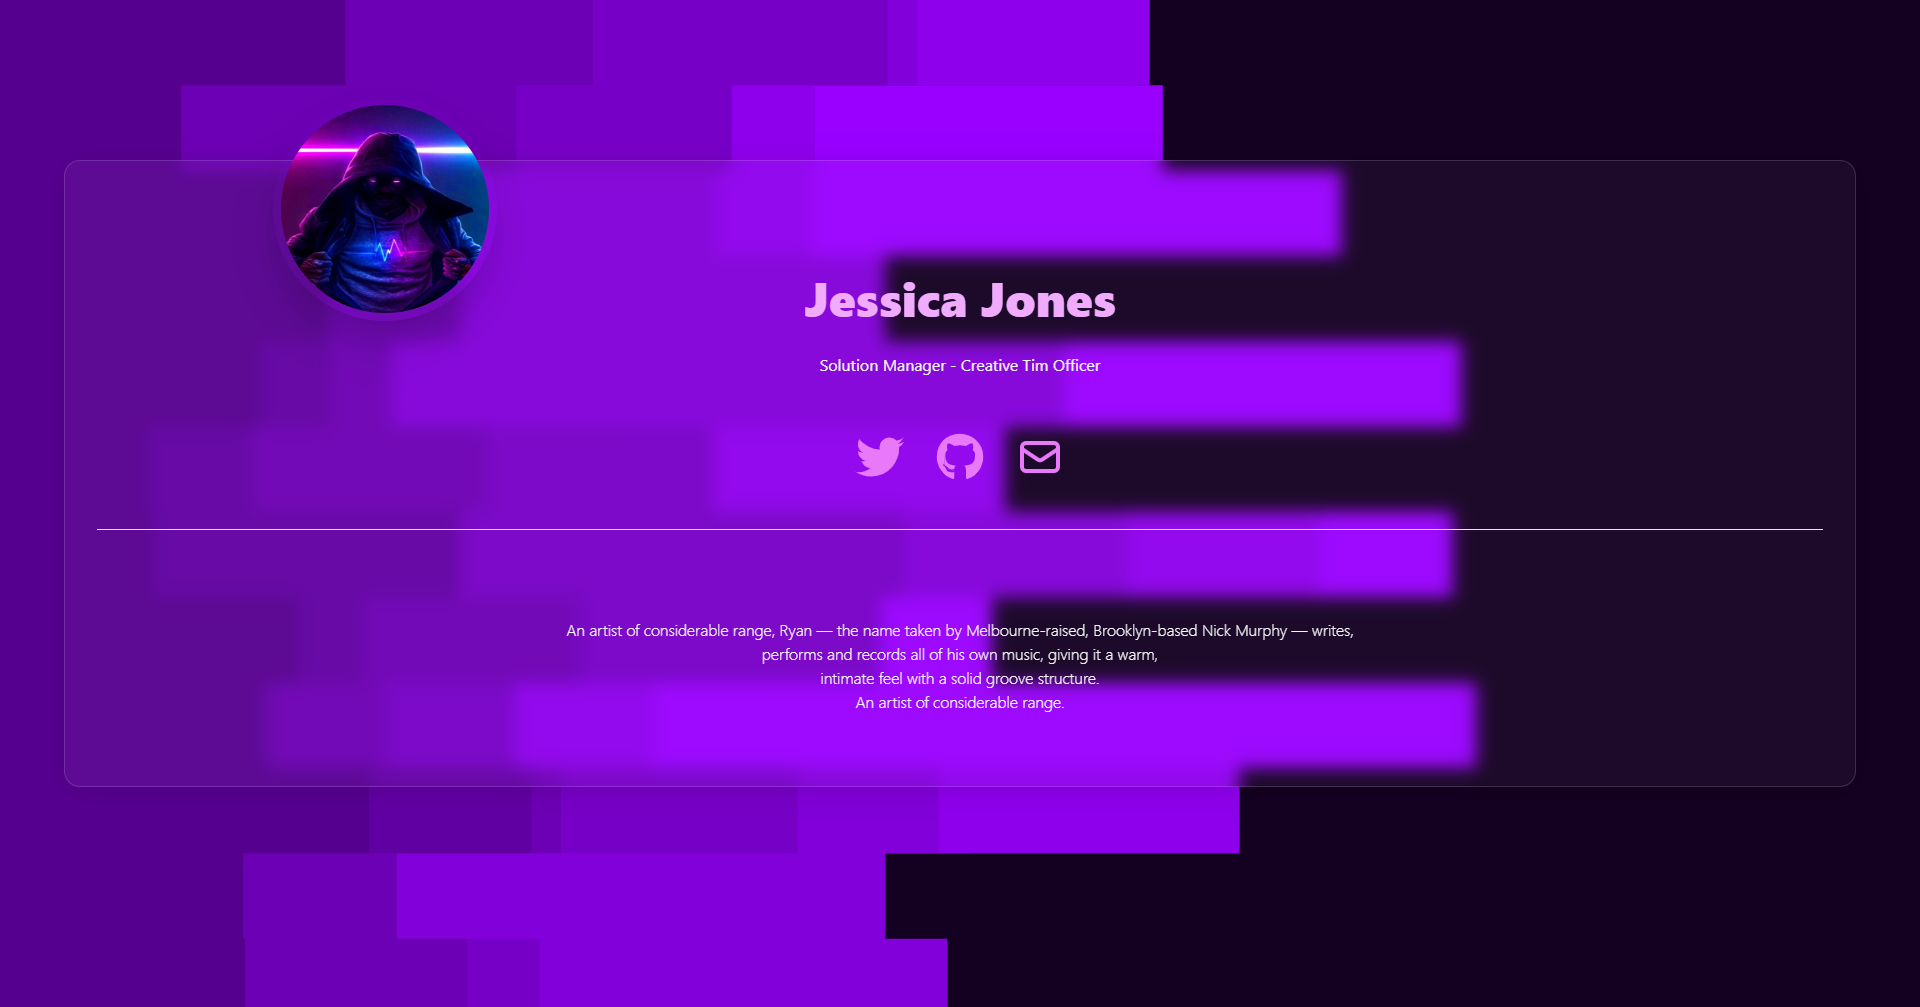 Jessica Jones
Solution Manager - Creative Tim Officer
An artist of considerable range, Ryan — the name taken by Melbourne-raised, Brooklyn-based Nick Murphy — writes,
performs and records all of his own music, giving it a warm,
intimate feel with a solid groove structure.
An artist of considerable range.